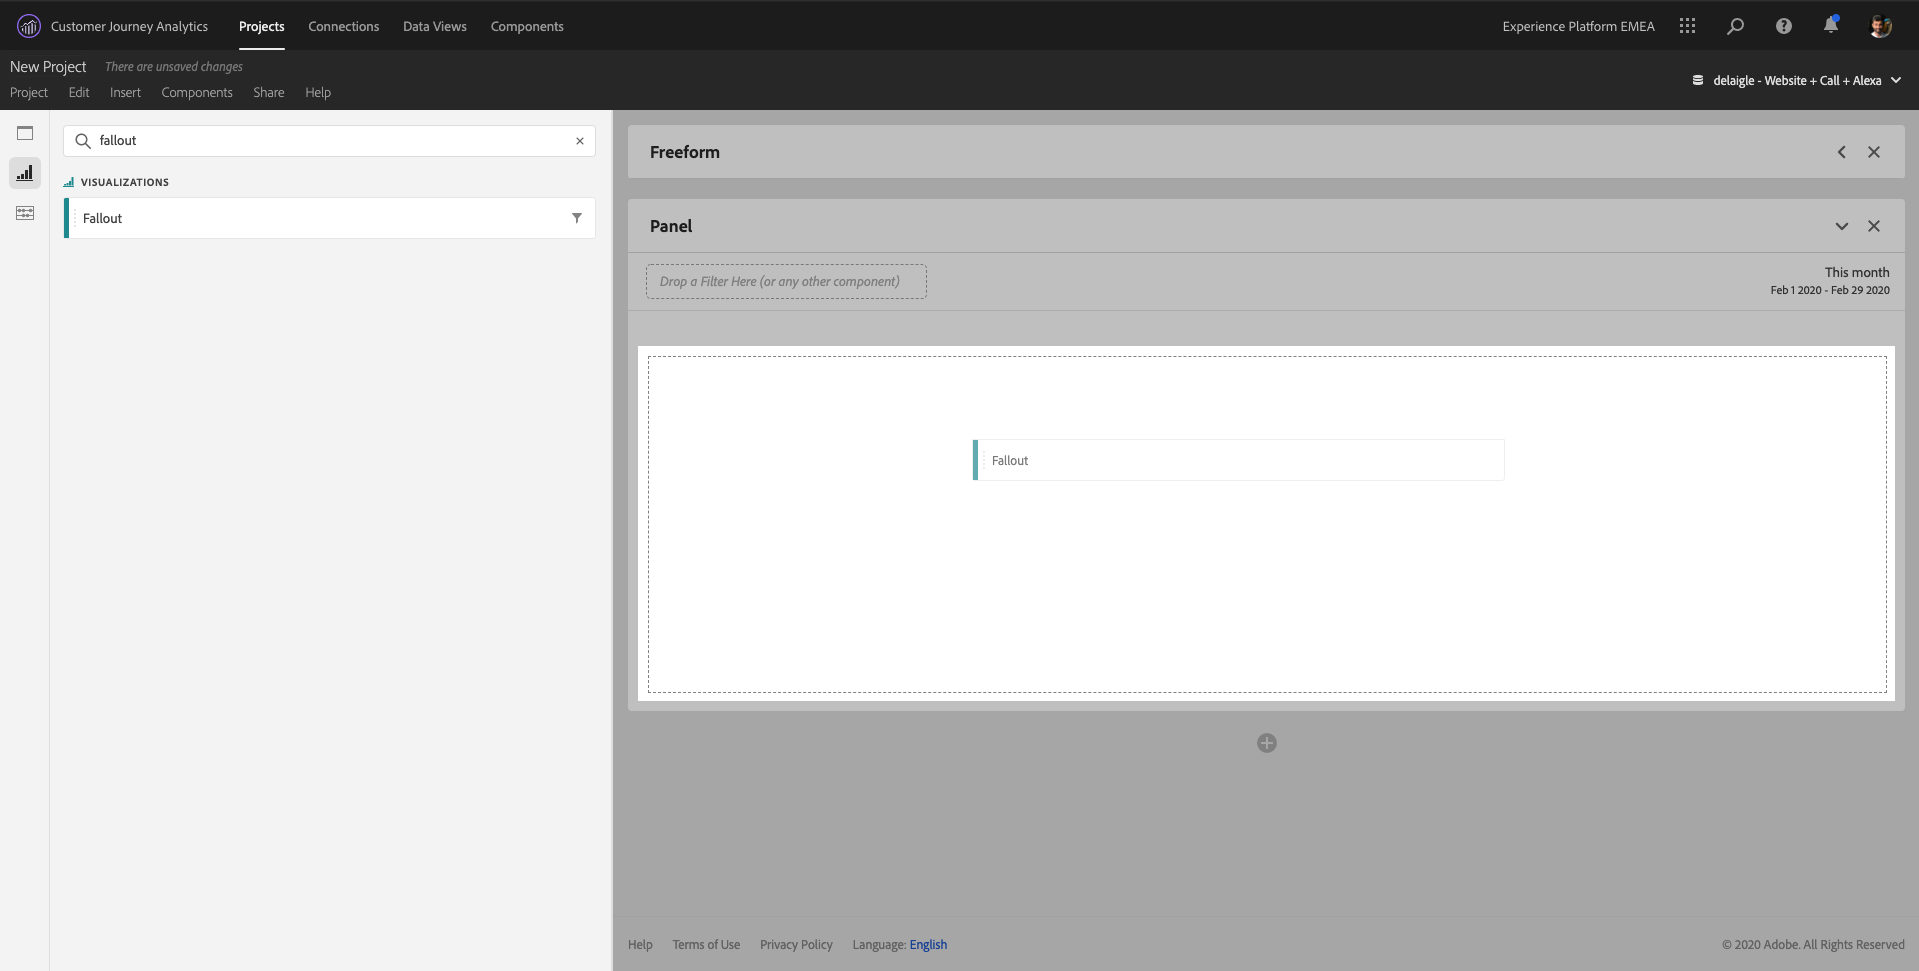 Customer Journey Analytics Projects Connections Data Views Components Experience Platform EMEA
New Project There are unsaved changes
delaigle - Website + Call + Alexa
Project Edit Insert Components Share Help
fallout
VISUALIZATIONS
Fallout
Freeform
Panel
Drop a Filter Here (or any other component)
This month
Feb 1 2020 - Feb 29 2020
Fallout
Help Terms of Use Privacy Policy Language: English © 2020 Adobe. All Rights Reserved